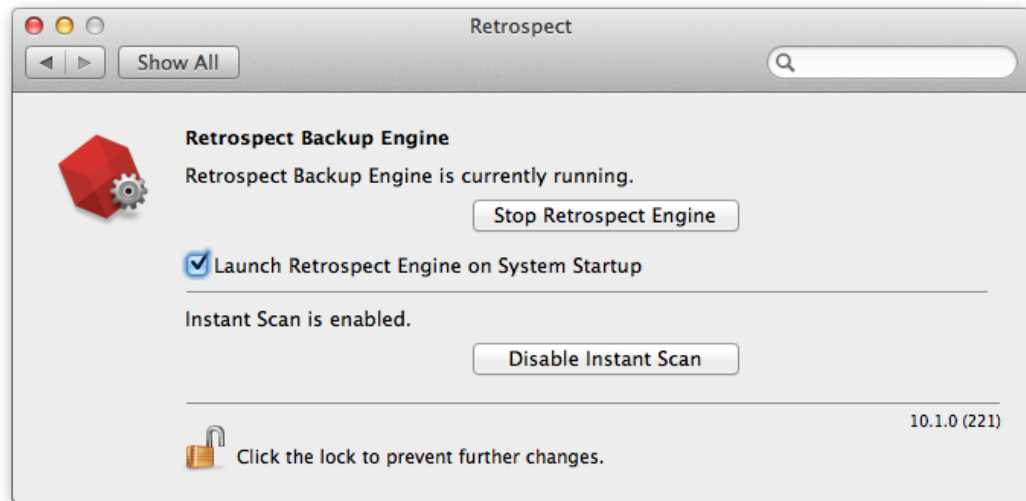 Retrospect
Show All
Retrospect Backup Engine
Retrospect Backup Engine is currently running.
Stop Retrospect Engine
Launch Retrospect Engine on System Startup
Instant Scan is enabled.
Disable Instant Scan
10.1.0 (221)
Click the lock to prevent further changes.